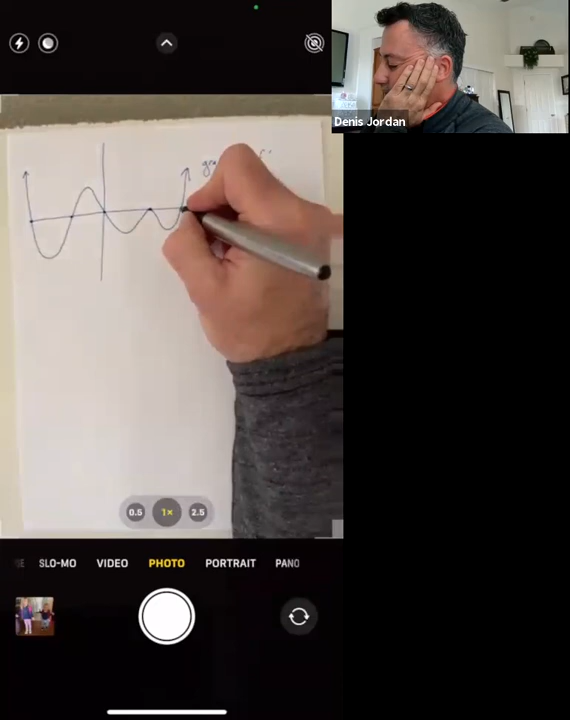 Denis Jordan
0.5
1×
2.5
SLO-MO
VIDEO
PHOTO
PORTRAIT
PANO